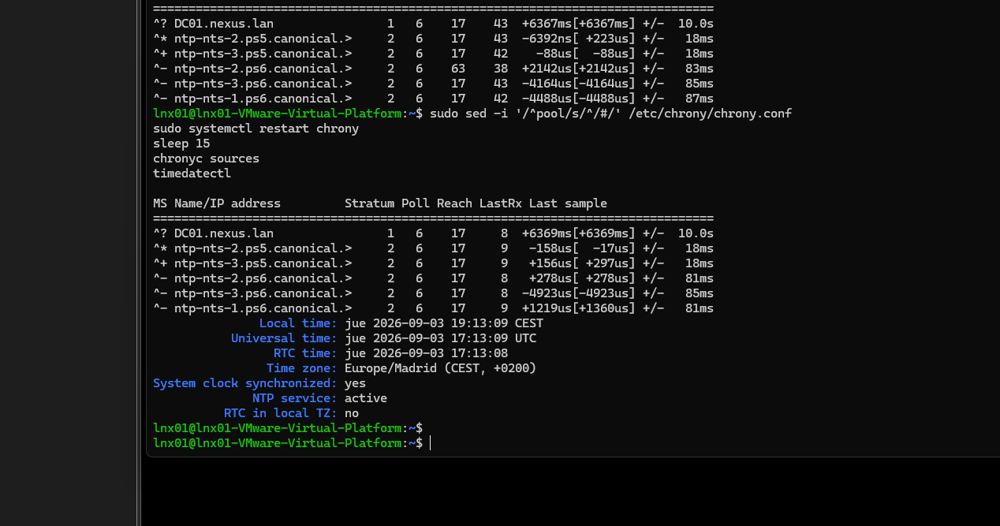 ===============================================================================
^? DC01.nexus.lan                1   6    17    43  +6367ms[+6367ms] +/-  10.0s
^* ntp-nts-2.ps5.canonical.>     2   6    17    43  -6392ns[ +223us] +/-   18ms
^+ ntp-nts-3.ps5.canonical.>     2   6    17    42    -88us[  -88us] +/-   18ms
^- ntp-nts-2.ps6.canonical.>     2   6    63    38  +2142us[+2142us] +/-   83ms
^- ntp-nts-3.ps6.canonical.>     2   6    17    43  -4164us[-4164us] +/-   85ms
^- ntp-nts-1.ps6.canonical.>     2   6    17    42  -4488us[-4488us] +/-   87ms
lnx01@lnx01-VMware-Virtual-Platform:~$ sudo sed -i '/^pool/s/^/#/' /etc/chrony/chrony.conf
sudo systemctl restart chrony
sleep 15
chronyc sources
timedatectl
MS Name/IP address         Stratum Poll Reach LastRx Last sample
===============================================================================
^? DC01.nexus.lan                1   6    17     8  +6369ms[+6369ms] +/-  10.0s
^* ntp-nts-2.ps5.canonical.>     2   6    17     9   -158us[  -17us] +/-   18ms
^+ ntp-nts-3.ps5.canonical.>     2   6    17     9   +156us[ +297us] +/-   18ms
^- ntp-nts-2.ps6.canonical.>     2   6    17     8   +278us[ +278us] +/-   81ms
^- ntp-nts-3.ps6.canonical.>     2   6    17     8  -4923us[-4923us] +/-   85ms
^- ntp-nts-1.ps6.canonical.>     2   6    17     9  +1219us[+1360us] +/-   81ms
Local time: jue 2026-09-03 19:13:09 CEST
Universal time: jue 2026-09-03 17:13:09 UTC
RTC time: jue 2026-09-03 17:13:08
Time zone: Europe/Madrid (CEST, +0200)
System clock synchronized: yes
NTP service: active
RTC in local TZ: no
lnx01@lnx01-VMware-Virtual-Platform:~$
lnx01@lnx01-VMware-Virtual-Platform:~$